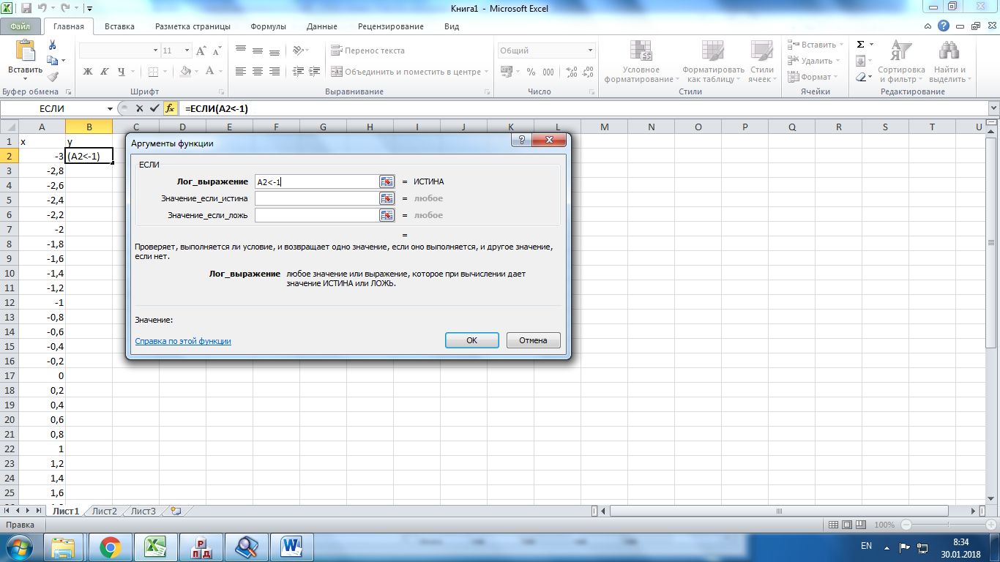 Книга1 - Microsoft Excel
Файл Главная Вставка Разметка страницы Формулы Данные Рецензирование Вид
Вставить
Буфер обмена
11
Ж К Ч А
Шрифт
Перенос текста
Объединить и поместить в центре
Выравнивание
Общий
% 000
Число
Условное форматирование
Форматировать как таблицу
Стили ячеек
Стили
Вставить
Удалить
Формат
Ячейки
Σ
Сортировка и фильтр
Найти и выделить
Редактирование
ЕСЛИ fx =ЕСЛИ(A2<-1)
A B C D E F G H I J K L M N O P Q R S T U
1 x y
2 -3 (A2<-1)
3 -2,8
4 -2,6
5 -2,4
6 -2,2
7 -2
8 -1,8
9 -1,6
10 -1,4
11 -1,2
12 -1
13 -0,8
14 -0,6
15 -0,4
16 -0,2
17 0
18 0,2
19 0,4
20 0,6
21 0,8
22 1
23 1,2
24 1,4
25 1,6
Аргументы функции
ЕСЛИ
Лог_выражение A2<-1 = ИСТИНА
Значение_если_истина = любое
Значение_если_ложь = любое
=
Проверяет, выполняется ли условие, и возвращает одно значение, если оно выполняется, и другое значение,
если нет.
Лог_выражение любое значение или выражение, которое при вычислении дает
значение ИСТИНА или ЛОЖЬ.
Значение:
Справка по этой функции
ОК Отмена
Лист1 Лист2 Лист3
Правка
100%
EN
8:34
30.01.2018